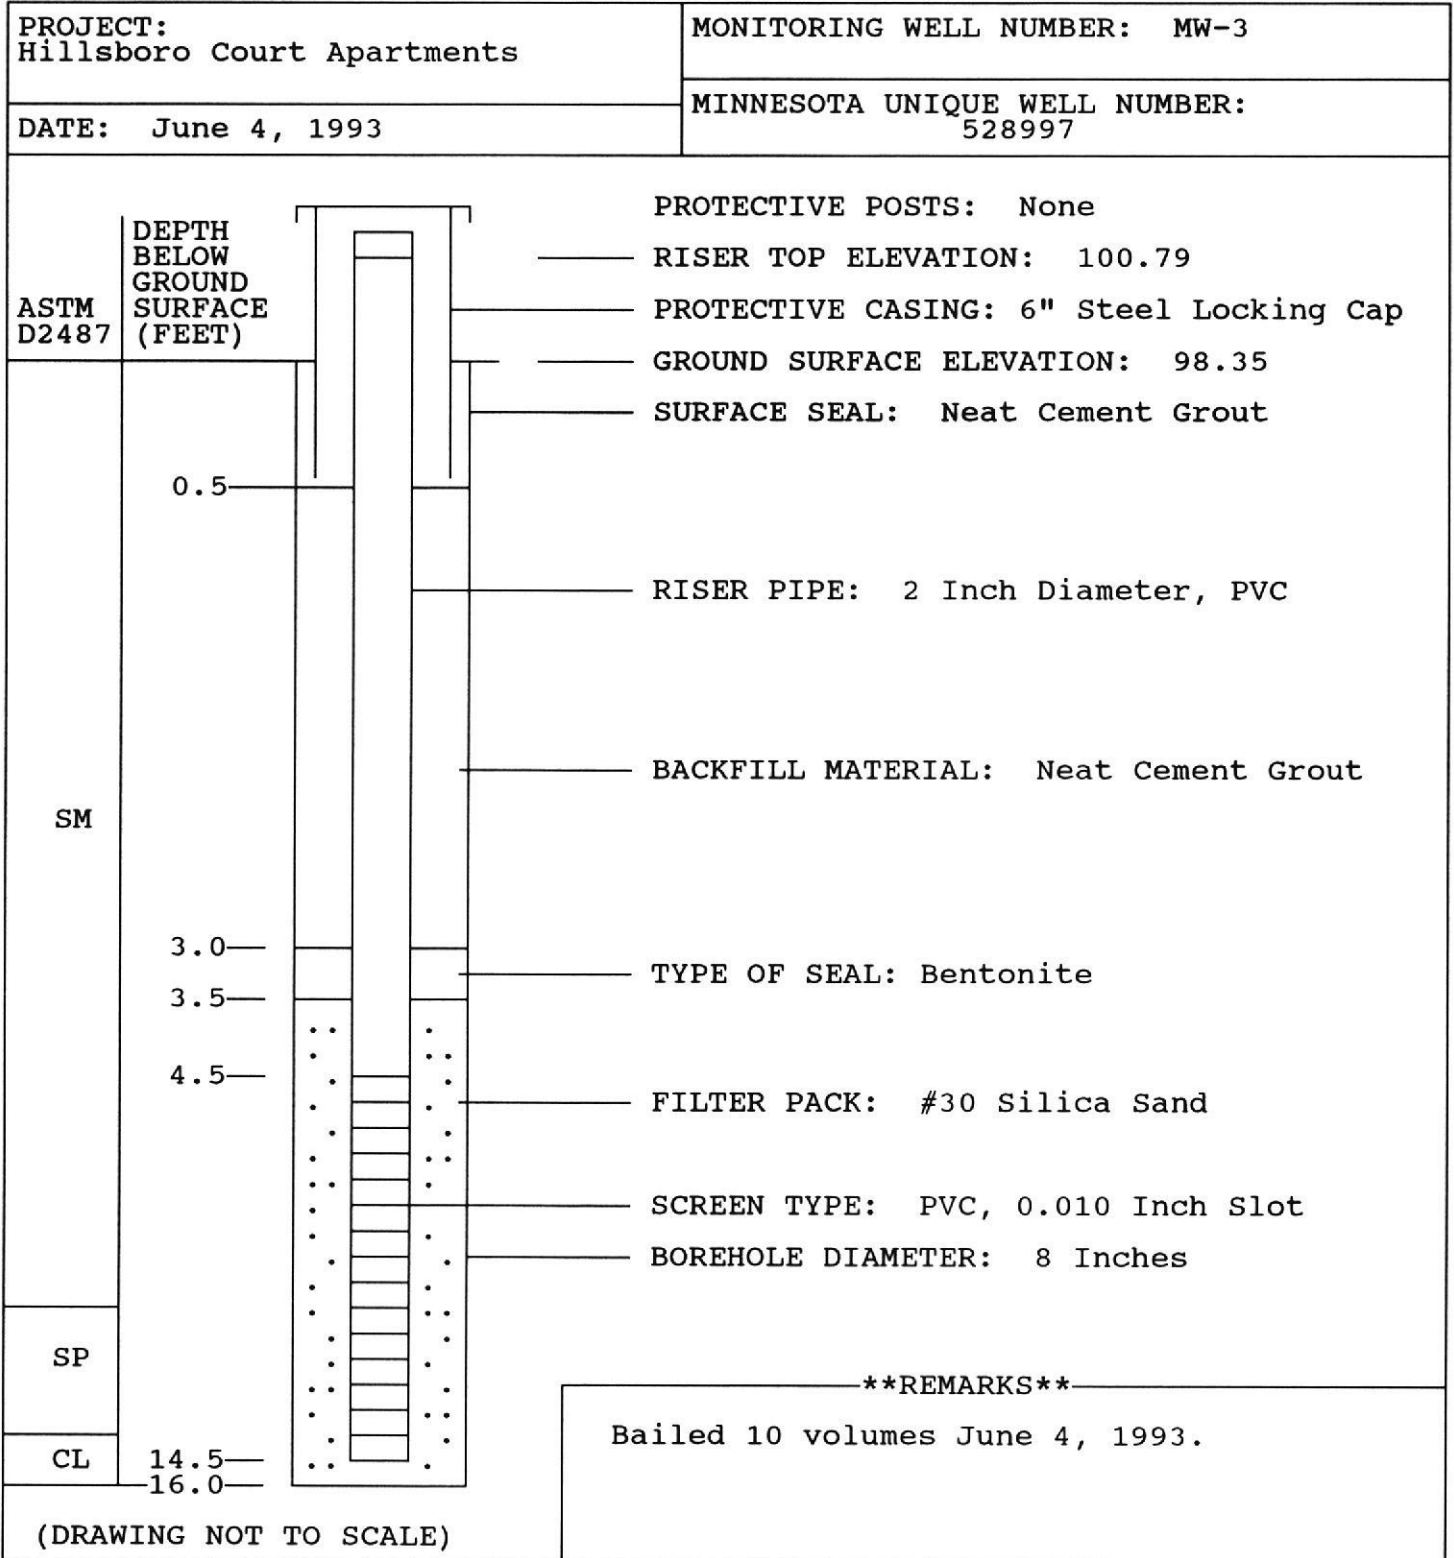 PROJECT:
Hillsboro Court Apartments
MONITORING WELL NUMBER: MW-3
DATE: June 4, 1993
MINNESOTA UNIQUE WELL NUMBER:
528997
ASTM
D2487
DEPTH
BELOW
GROUND
SURFACE
(FEET)
PROTECTIVE POSTS: None
RISER TOP ELEVATION: 100.79
PROTECTIVE CASING: 6" Steel Locking Cap
GROUND SURFACE ELEVATION: 98.35
SURFACE SEAL: Neat Cement Grout
0.5
RISER PIPE: 2 Inch Diameter, PVC
BACKFILL MATERIAL: Neat Cement Grout
SM
3.0
TYPE OF SEAL: Bentonite
3.5
4.5
FILTER PACK: #30 Silica Sand
SCREEN TYPE: PVC, 0.010 Inch Slot
BOREHOLE DIAMETER: 8 Inches
SP
**REMARKS**
Bailed 10 volumes June 4, 1993.
CL
14.5
16.0
(DRAWING NOT TO SCALE)